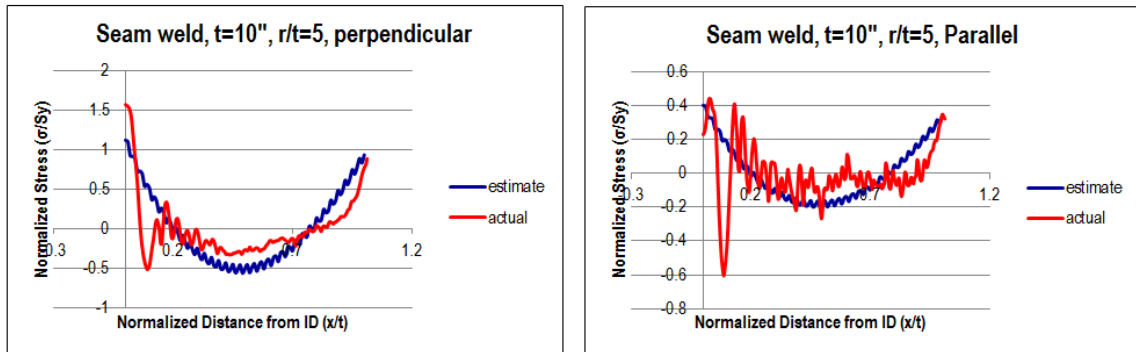 Seam weld, t=10", r/t=5, perpendicular
2
1.5
1
0.5
0
-0.5
-1
-0.3
0.2
0.7
1.2
Normalized Stress (σ/Sy)
Normalized Distance from ID (x/t)
estimate
actual
Seam weld, t=10", r/t=5, Parallel
0.6
0.4
0.2
0
-0.2
-0.4
-0.6
-0.8
-0.3
0.2
0.7
1.2
Normalized Stress (σ/Sy)
Normalized Distance from ID (x/t)
estimate
actual